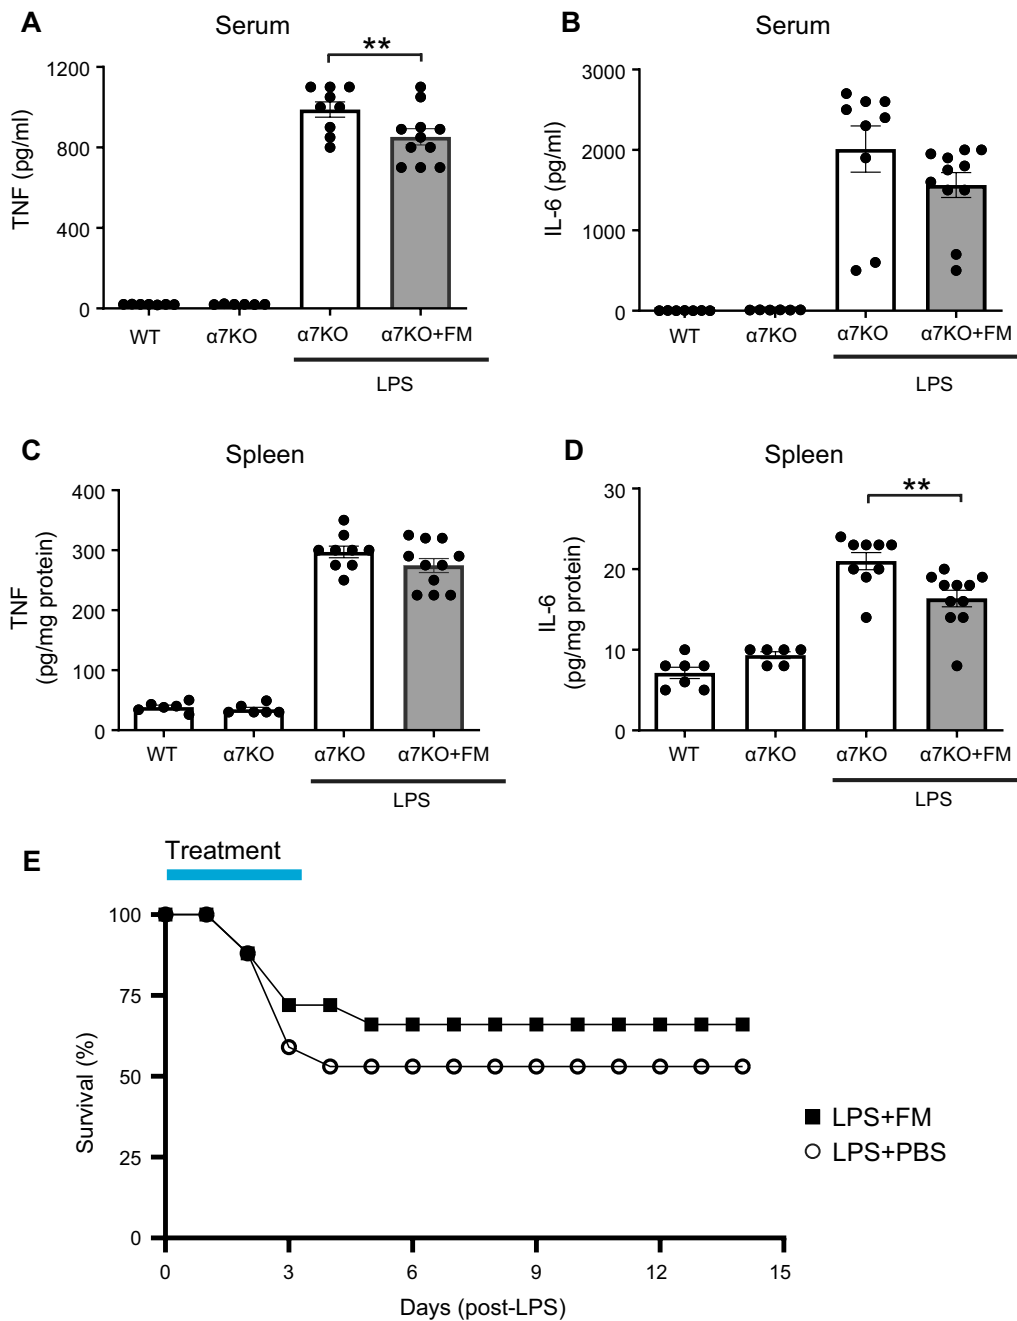 A
Serum
**
TNF (pg/ml)
1200
800
400
0
WT
α7KO
α7KO
α7KO+FM
LPS
B
Serum
IL-6 (pg/ml)
3000
2000
1000
0
WT
α7KO
α7KO
α7KO+FM
LPS
C
Spleen
TNF
(pg/mg protein)
400
300
200
100
0
WT
α7KO
α7KO
α7KO+FM
LPS
D
Spleen
**
IL-6
(pg/mg protein)
30
20
10
0
WT
α7KO
α7KO
α7KO+FM
LPS
E
Treatment
Survival (%)
100
75
50
25
0
0
3
6
9
12
15
Days (post-LPS)
LPS+FM
LPS+PBS